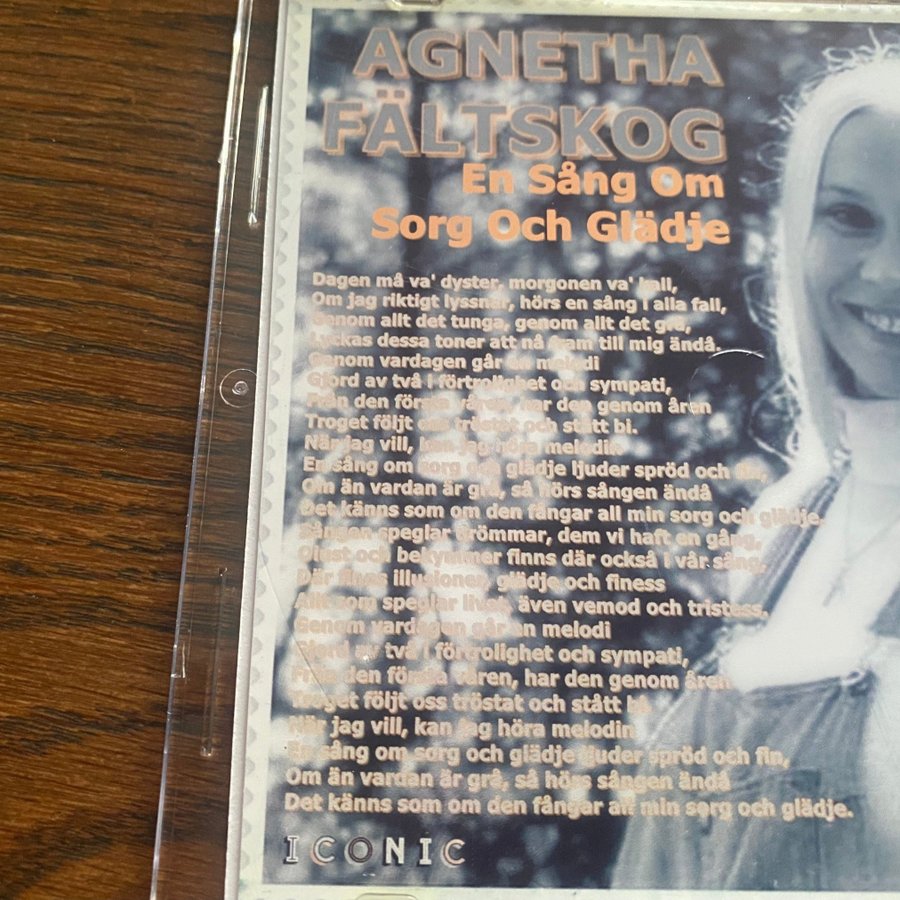 AGNETHA
FÄLTSKOG
En Sång Om
Sorg Och Glädje
Dagen må va' dyster, morgonen va' kall,
Om jag riktigt lyssnar, hörs en sång i alla fall,
Genom allt det tunga, genom allt det grå,
Lyckas dessa toner att nå fram till mig ändå.
Genom vardagen går en melodi
Gjord av två i förtrolighet och sympati,
Från den första våren, har den genom åren
Troget följt oss tröstat och stått bi.
När jag vill, kan jag höra melodin
En sång om sorg och glädje ljuder spröd och fin,
Om än vardan är grå, så hörs sången ändå
Det känns som om den fångar all min sorg och glädje.
Sången speglar drömmar, dem vi haft en gång,
Olust och bekymmer finns där också i vår sång,
Där finns illusioner, glädje och finess
Allt som speglar livet, även vemod och tristess,
Genom vardagen går en melodi
Gjord av två i förtrolighet och sympati,
Från den första våren, har den genom åren
Troget följt oss tröstat och stått bi
När jag vill, kan jag höra melodin
En sång om sorg och glädje ljuder spröd och fin,
Om än vardan är grå, så hörs sången ändå
Det känns som om den fångar all min sorg och glädje.
ICONIC